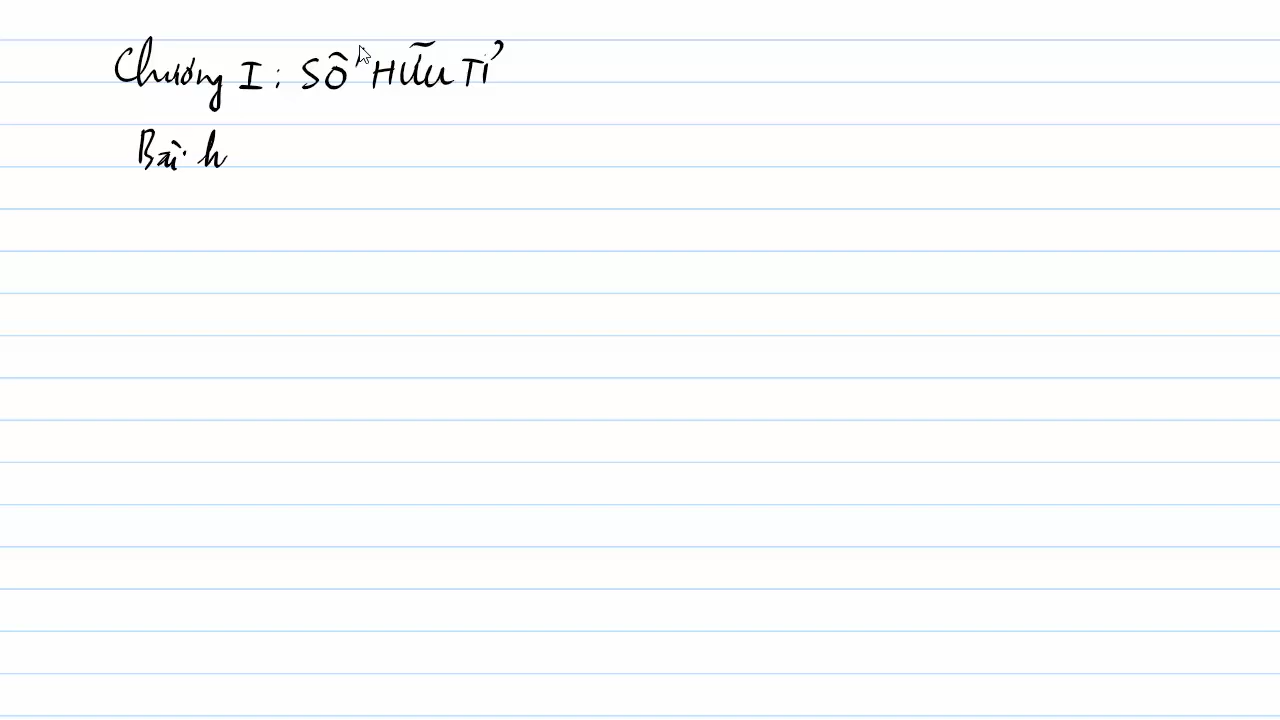 Chương I : SỐ HỮU TỈ
Bài h